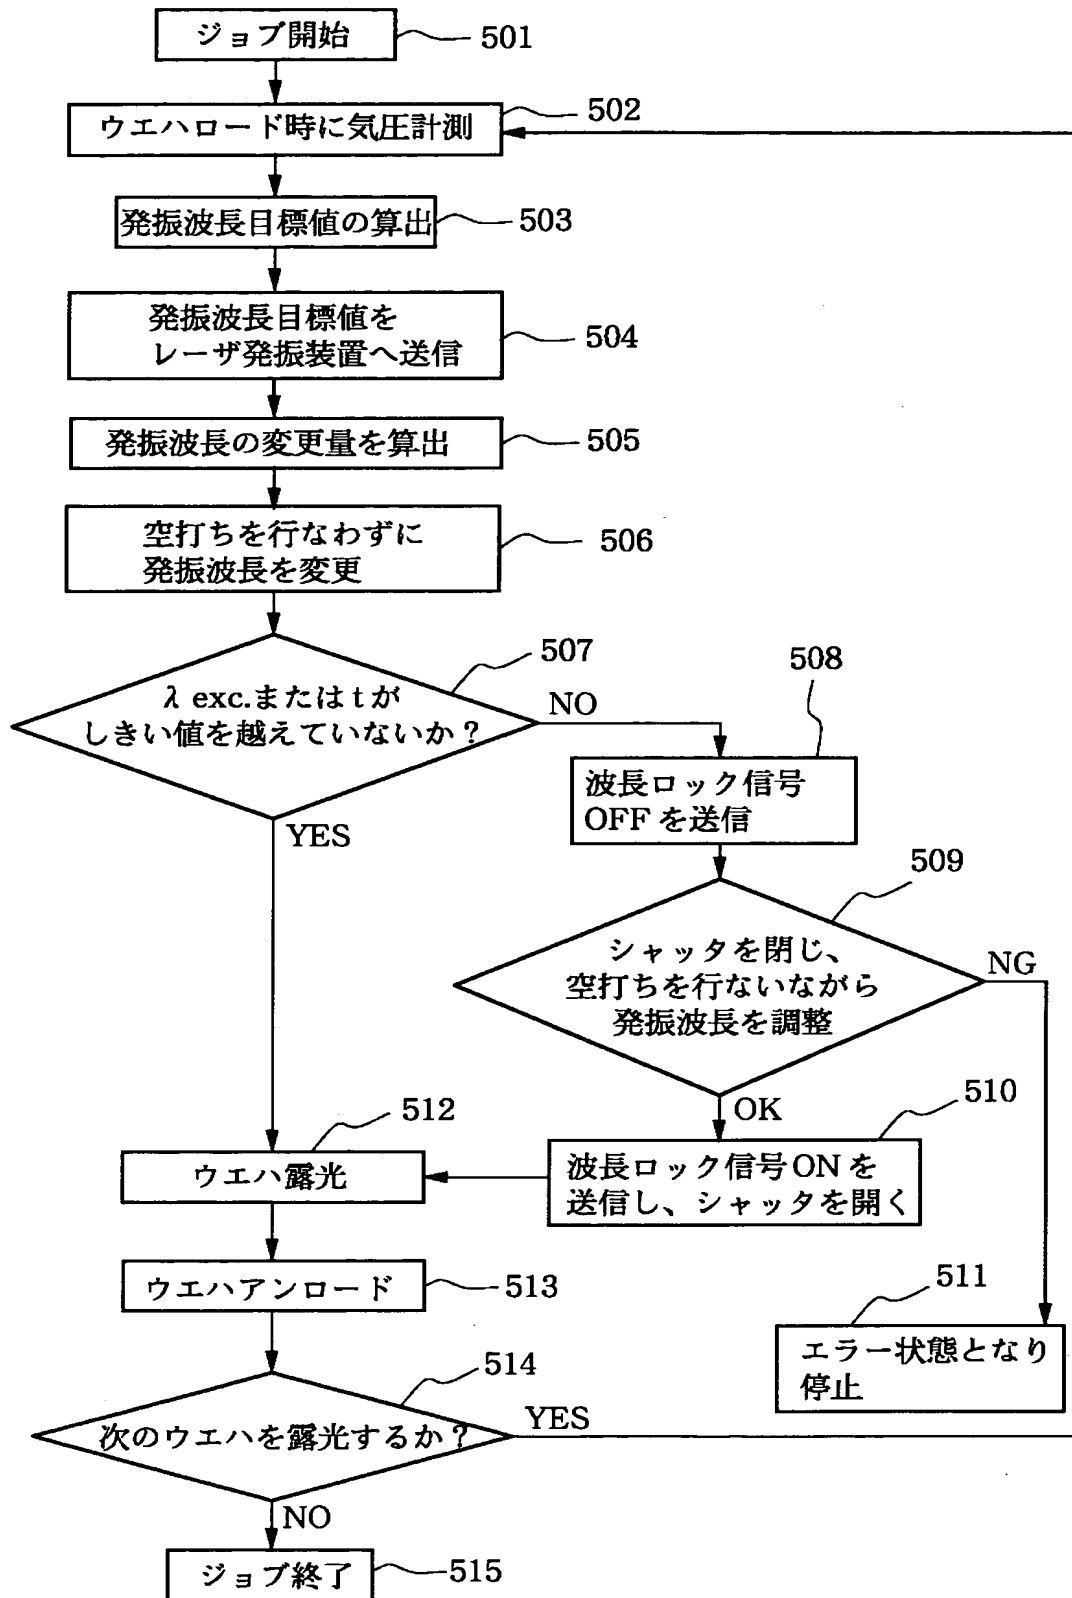 ジョブ開始
501
ウエハロード時に気圧計測
502
発振波長目標値の算出
503
発振波長目標値を
レーザ発振装置へ送信
504
発振波長の変更量を算出
505
空打ちを行なわずに
発振波長を変更
506
λ exc.または t が
しきい値を越えていないか？
507
NO
YES
508
波長ロック信号
OFF を送信
509
シャッタを閉じ、
空打ちを行ないながら
発振波長を調整
NG
OK
510
波長ロック信号 ON を
送信し、シャッタを開く
511
エラー状態となり
停止
512
ウエハ露光
ウエハアンロード
513
514
次のウエハを露光するか？
YES
NO
ジョブ終了
515